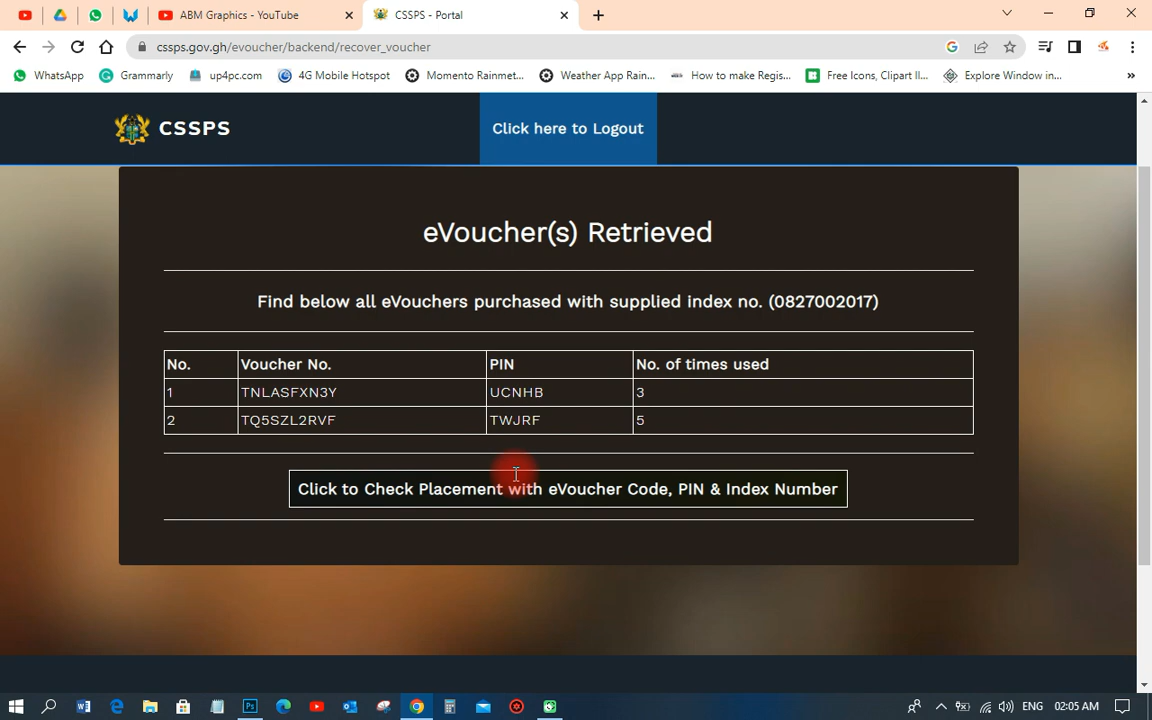 ABM Graphics - YouTube
CSSPS - Portal
cssps.gov.gh/evoucher/backend/recover_voucher
WhatsApp
Grammarly
up4pc.com
4G Mobile Hotspot
Momento Rainmet...
Weather App Rain...
How to make Regis...
Free Icons, Clipart Il...
Explore Window in...
»
CSSPS
Click here to Logout
eVoucher(s) Retrieved
Find below all eVouchers purchased with supplied index no. (0827002017)
No. Voucher No. PIN No. of times used
1 TNLASFXN3Y UCNHB 3
2 TQ5SZL2RVF TWJRF 5
Click to Check Placement with eVoucher Code, PIN & Index Number
ENG 02:05 AM